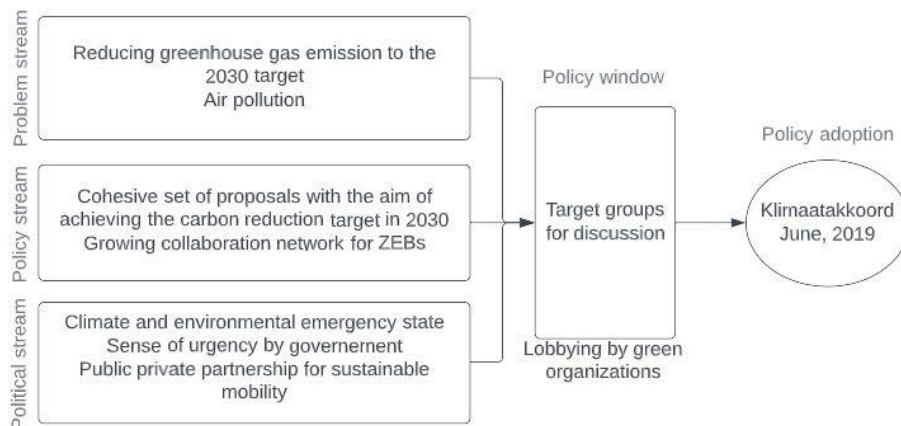 Problem stream
Reducing greenhouse gas emission to the
2030 target
Air pollution
Policy stream
Cohesive set of proposals with the aim of
achieving the carbon reduction target in 2030
Growing collaboration network for ZEBs
Political stream
Climate and environmental emergency state
Sense of urgency by governernent
Public private partnership for sustainable
mobility
Policy window
Target groups
for discussion
Lobbying by green
organizations
Policy adoption
Klimaatakkoord
June, 2019